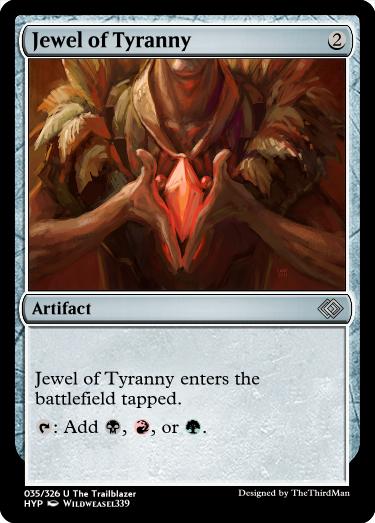 Jewel of Tyranny 2
Artifact
Jewel of Tyranny enters the
battlefield tapped.
: Add , , or .
035/326 U The Trailblazer
HYP Wildweasel339
Designed by TheThirdMan